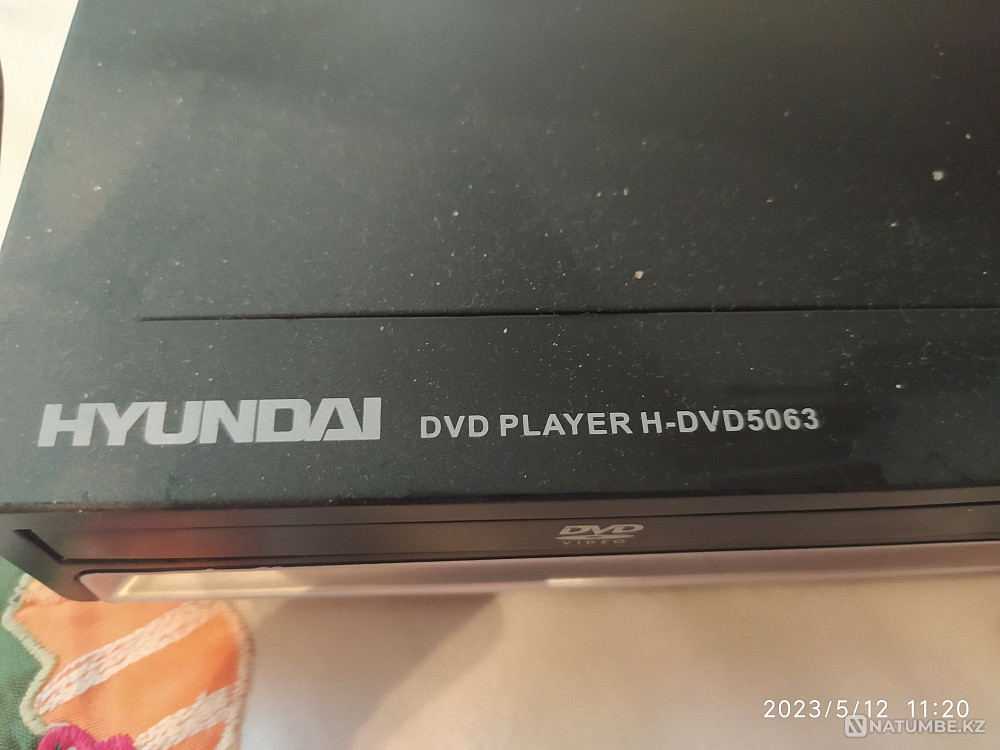 HYUNDAI DVD PLAYER H-DVD5063
DVD
VIDEO
2023/5/12 11:20
NATUMBE.KZ